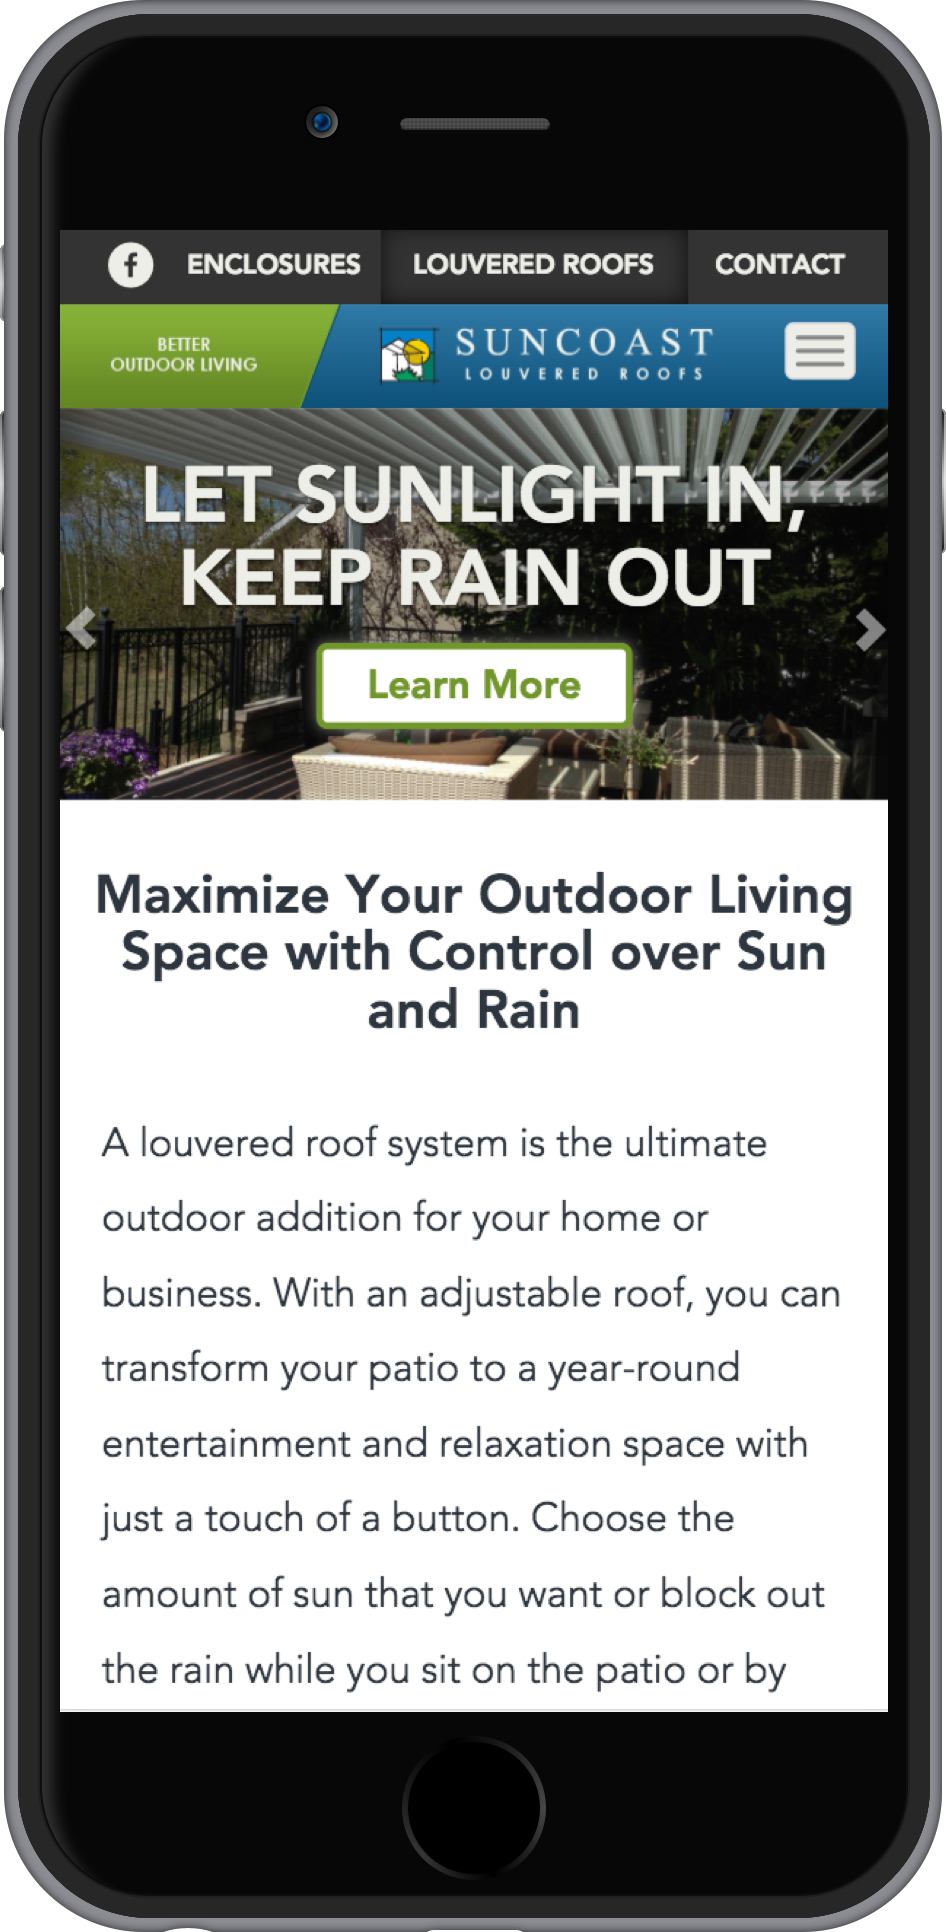 f ENCLOSURES LOUVERED ROOFS CONTACT
BETTER
OUTDOOR LIVING
SUNCOAST
LOUVERED ROOFS
LET SUNLIGHT IN,
KEEP RAIN OUT
Learn More
Maximize Your Outdoor Living
Space with Control over Sun
and Rain
A louvered roof system is the ultimate
outdoor addition for your home or
business. With an adjustable roof, you can
transform your patio to a year-round
entertainment and relaxation space with
just a touch of a button. Choose the
amount of sun that you want or block out
the rain while you sit on the patio or by